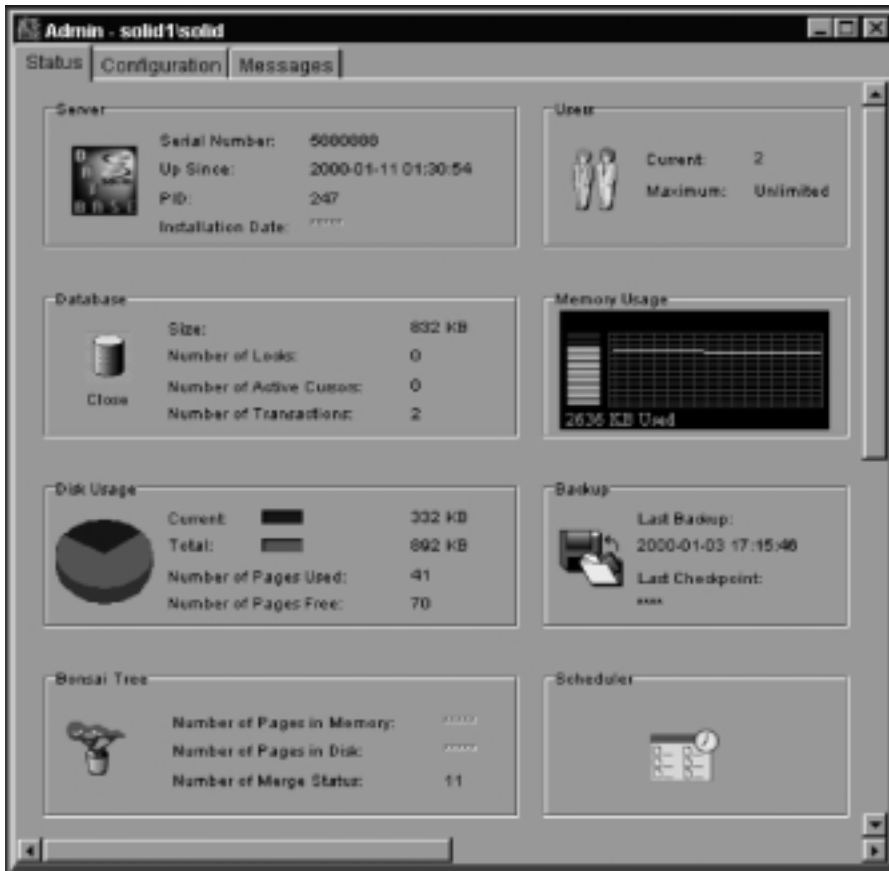 Admin - solid1\solid
Status Configuration Messages
Server
Serial Number:
Up Since: 2000-01-11 01:30:54
PID: 247
Installation Date: *****
Users
Current: 2
Maximum: Unlimited
Database
Close
Size: 832 KB
Number of Locks: 0
Number of Active Cursors: 0
Number of Transactions: 2
Memory Usage
2636 KB Used
Disk Usage
Current: 332 KB
Total: 892 KB
Number of Pages Used: 41
Number of Pages Free: 70
Backup
Last Backup:
2000-01-03 17:15:46
Last Checkpoint:
****
Bonsai Tree
Number of Pages in Memory: *****
Number of Pages in Disk: *****
Number of Merge Status: 11
Scheduler